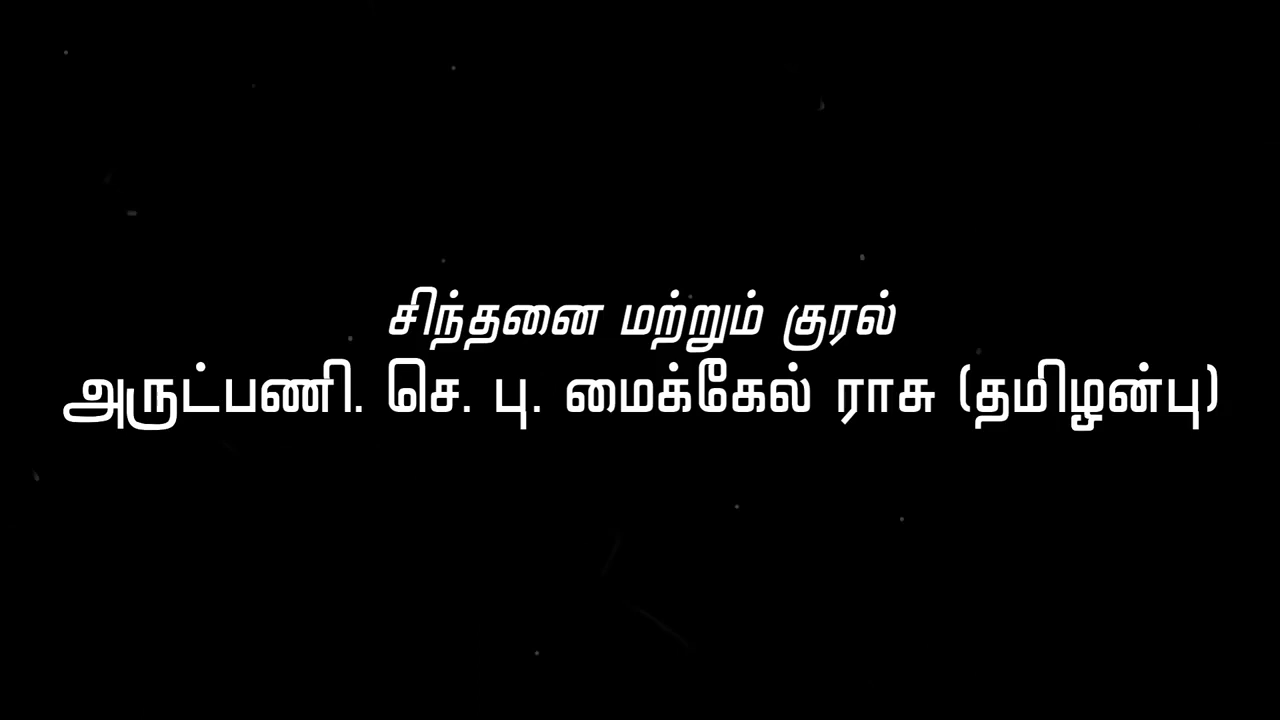 சிந்தனை மற்றும் குரல்
அருட்பணி. செ. பு. மைக்கேல் ராசு (தமிழன்பு)